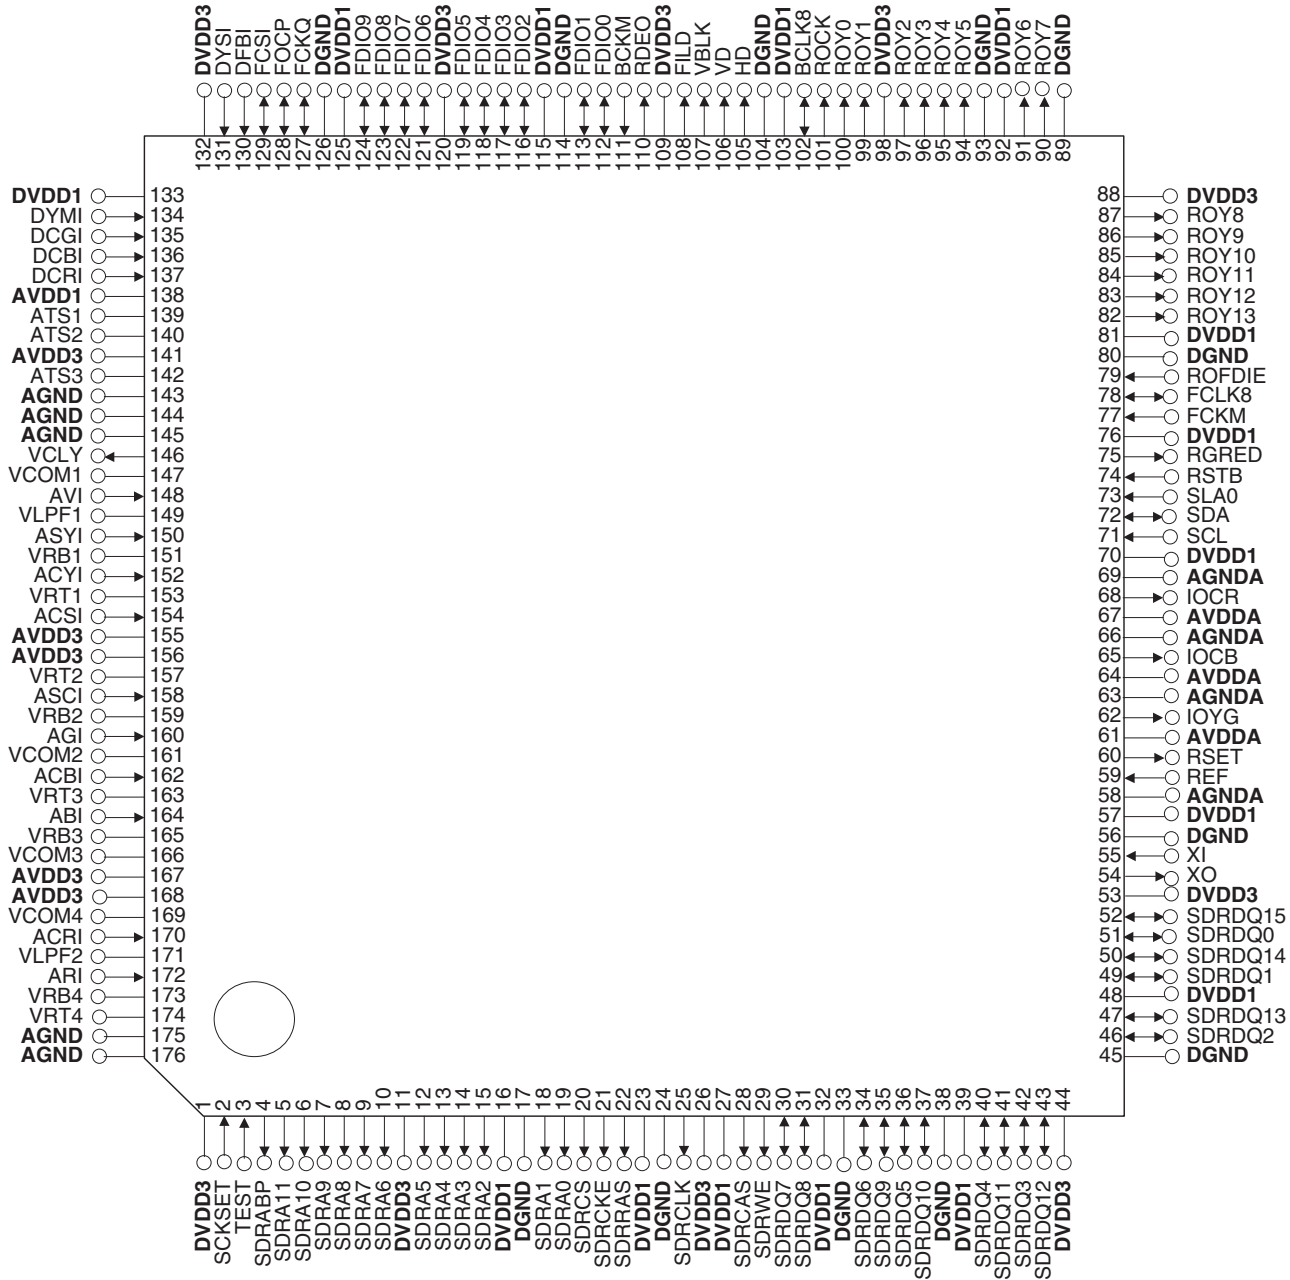 DVDD3 DYSI DFBI FCSI FOCP FCKQ DGND DVDD1 FDIO9 FDIO8 FDIO7 FDIO6 DVDD3 FDIO5 FDIO4 FDIO3 FDIO2 DVDD1 DGND FDIO1 FDIO0 BCKM RDEO DVDD3 FILD VBLK VD HD DGND DVDD1 BCLK8 ROCK ROY0 ROY1 DVDD3 ROY2 ROY3 ROY4 ROY5 DGND DVDD1 ROY6 ROY7 DGND
132 131 130 129 128 127 126 125 124 123 122 121 120 119 118 117 116 115 114 113 112 111 110 109 108 107 106 105 104 103 102 101 100 99 98 97 96 95 94 93 92 91 90 89
DVDD1 133 88 DVDD3
DYMI 134 87 ROY8
DCGI 135 86 ROY9
DCBI 136 85 ROY10
DCRI 137 84 ROY11
AVDD1 138 83 ROY12
ATS1 139 82 ROY13
ATS2 140 81 DVDD1
AVDD3 141 80 DGND
ATS3 142 79 ROFDIE
AGND 143 78 FCLK8
AGND 144 77 FCKM
AGND 145 76 DVDD1
VCLY 146 75 RGRED
VCOM1 147 74 RSTB
AVI 148 73 SLA0
VLPF1 149 72 SDA
ASYI 150 71 SCL
VRB1 151 70 DVDD1
ACYI 152 69 AGNDA
VRT1 153 68 IOCR
ACSI 154 67 AVDDA
AVDD3 155 66 AGNDA
AVDD3 156 65 IOCB
VRT2 157 64 AVDDA
ASCI 158 63 AGNDA
VRB2 159 62 IOYG
AGI 160 61 AVDDA
VCOM2 161 60 RSET
ACBI 162 59 REF
VRT3 163 58 AGNDA
ABI 164 57 DVDD1
VRB3 165 56 DGND
VCOM3 166 55 XI
AVDD3 167 54 XO
AVDD3 168 53 DVDD3
VCOM4 169 52 SDRDQ15
ACRI 170 51 SDRDQ0
VLPF2 171 50 SDRDQ14
ARI 172 49 SDRDQ1
VRB4 173 48 DVDD1
VRT4 174 47 SDRDQ13
AGND 175 46 SDRDQ2
AGND 176 45 DGND
1 2 3 4 5 6 7 8 9 10 11 12 13 14 15 16 17 18 19 20 21 22 23 24 25 26 27 28 29 30 31 32 33 34 35 36 37 38 39 40 41 42 43 44
DVDD3 SCKSET TEST SDRABP SDRA11 SDRA10 SDRA9 SDRA8 SDRA7 SDRA6 DVDD3 SDRA5 SDRA4 SDRA3 SDRA2 DVDD1 DGND SDRA1 SDRA0 SDRCS SDRCKE SDRRAS DVDD1 DGND SDRCLK DVDD3 DVDD1 SDRCAS SDRWE SDRDQ7 SDRDQ8 DVDD1 DGND SDRDQ6 SDRDQ9 SDRDQ5 SDRDQ10 DGND DVDD1 SDRDQ4 SDRDQ11 SDRDQ3 SDRDQ12 DVDD3